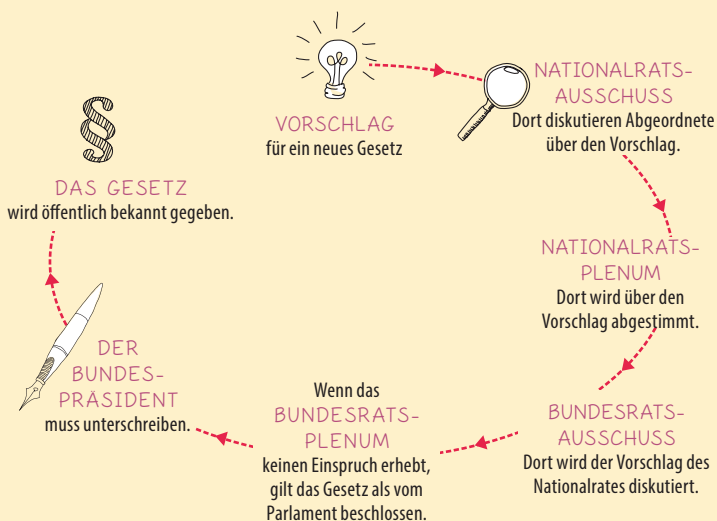 VORSCHLAG
für ein neues Gesetz
NATIONALRATS-
AUSSCHUSS
Dort diskutieren Abgeordnete
über den Vorschlag.
NATIONALRATS-
PLENUM
Dort wird über den
Vorschlag abgestimmt.
BUNDESRATS-
AUSSCHUSS
Dort wird der Vorschlag des
Nationalrates diskutiert.
Wenn das
BUNDESRATS-
PLENUM
keinen Einspruch erhebt,
gilt das Gesetz als vom
Parlament beschlossen.
DER
BUNDES-
PRÄSIDENT
muss unterschreiben.
§
DAS GESETZ
wird öffentlich bekannt gegeben.